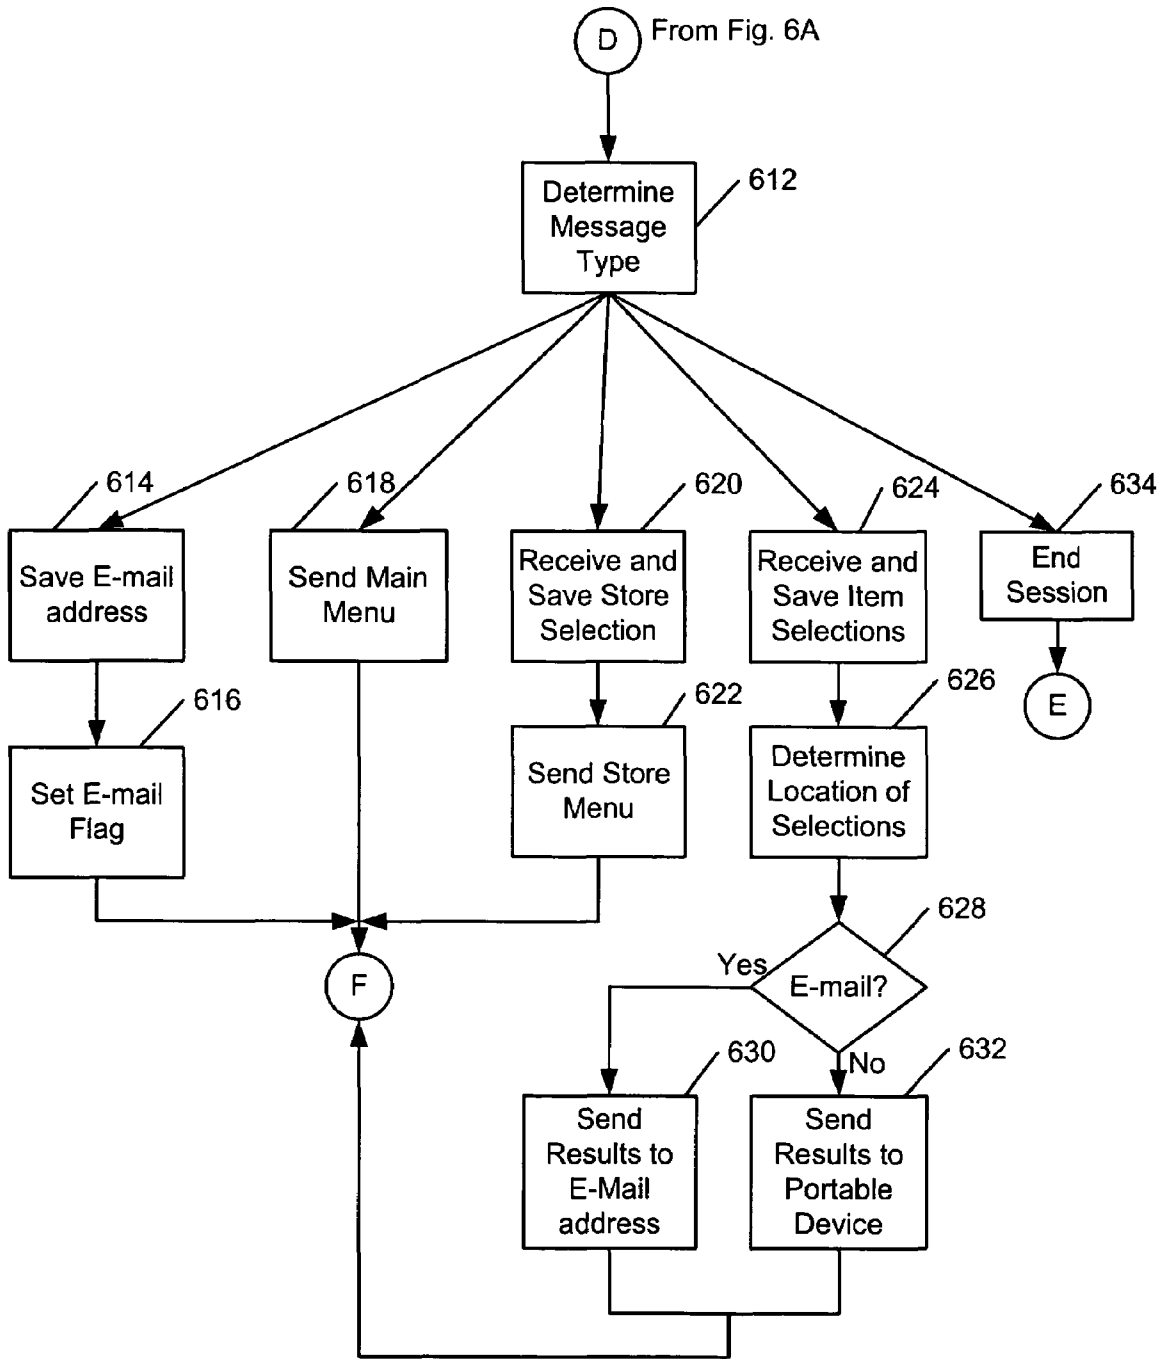 D
From Fig. 6A
Determine
Message
Type
612
614
Save E-mail
address
618
Send Main
Menu
620
Receive and
Save Store
Selection
624
Receive and
Save Item
Selections
634
End
Session
616
Set E-mail
Flag
622
Send Store
Menu
626
Determine
Location of
Selections
E
F
628
E-mail?
Yes
No
630
Send
Results to
E-Mail
address
632
Send
Results to
Portable
Device